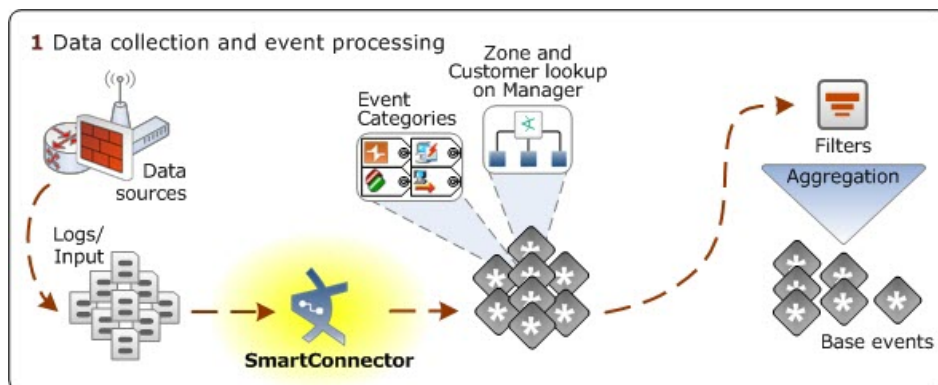 1 Data collection and event processing
Data
sources
Logs/
Input
SmartConnector
Event
Categories
Zone and
Customer lookup
on Manager
Filters
Aggregation
Base events